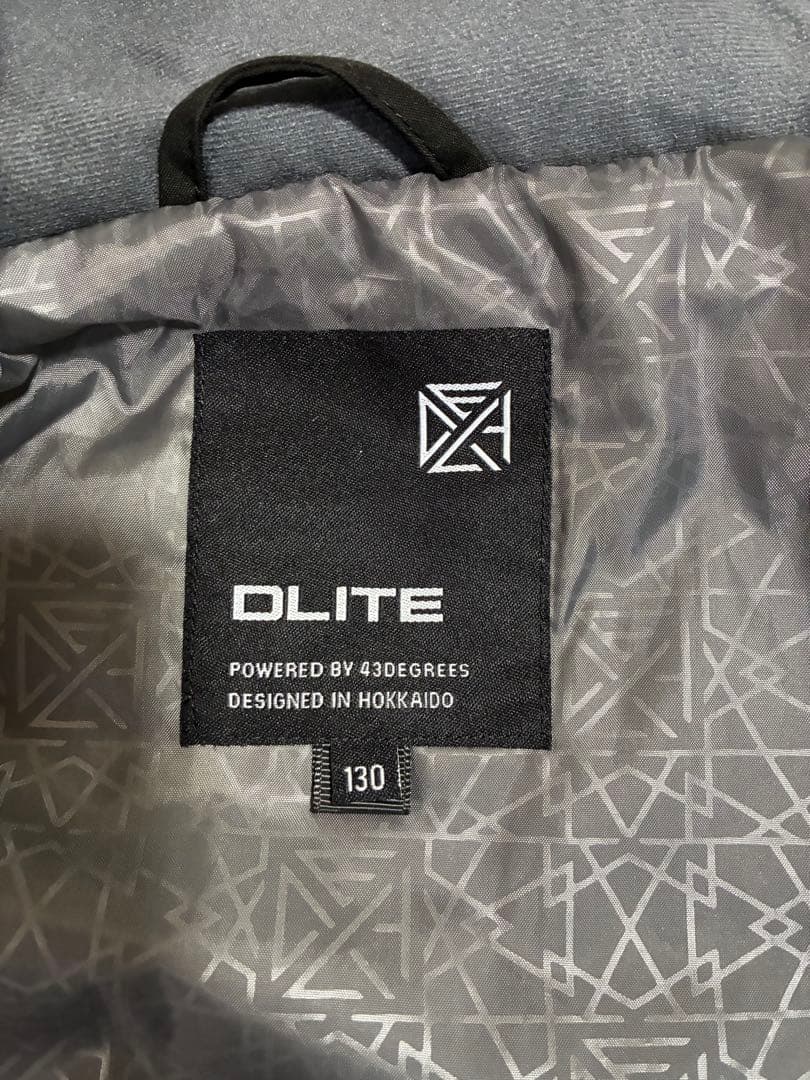 DLITE
POWERED BY 43DEGREES
DESIGNED IN HOKKAIDO
130